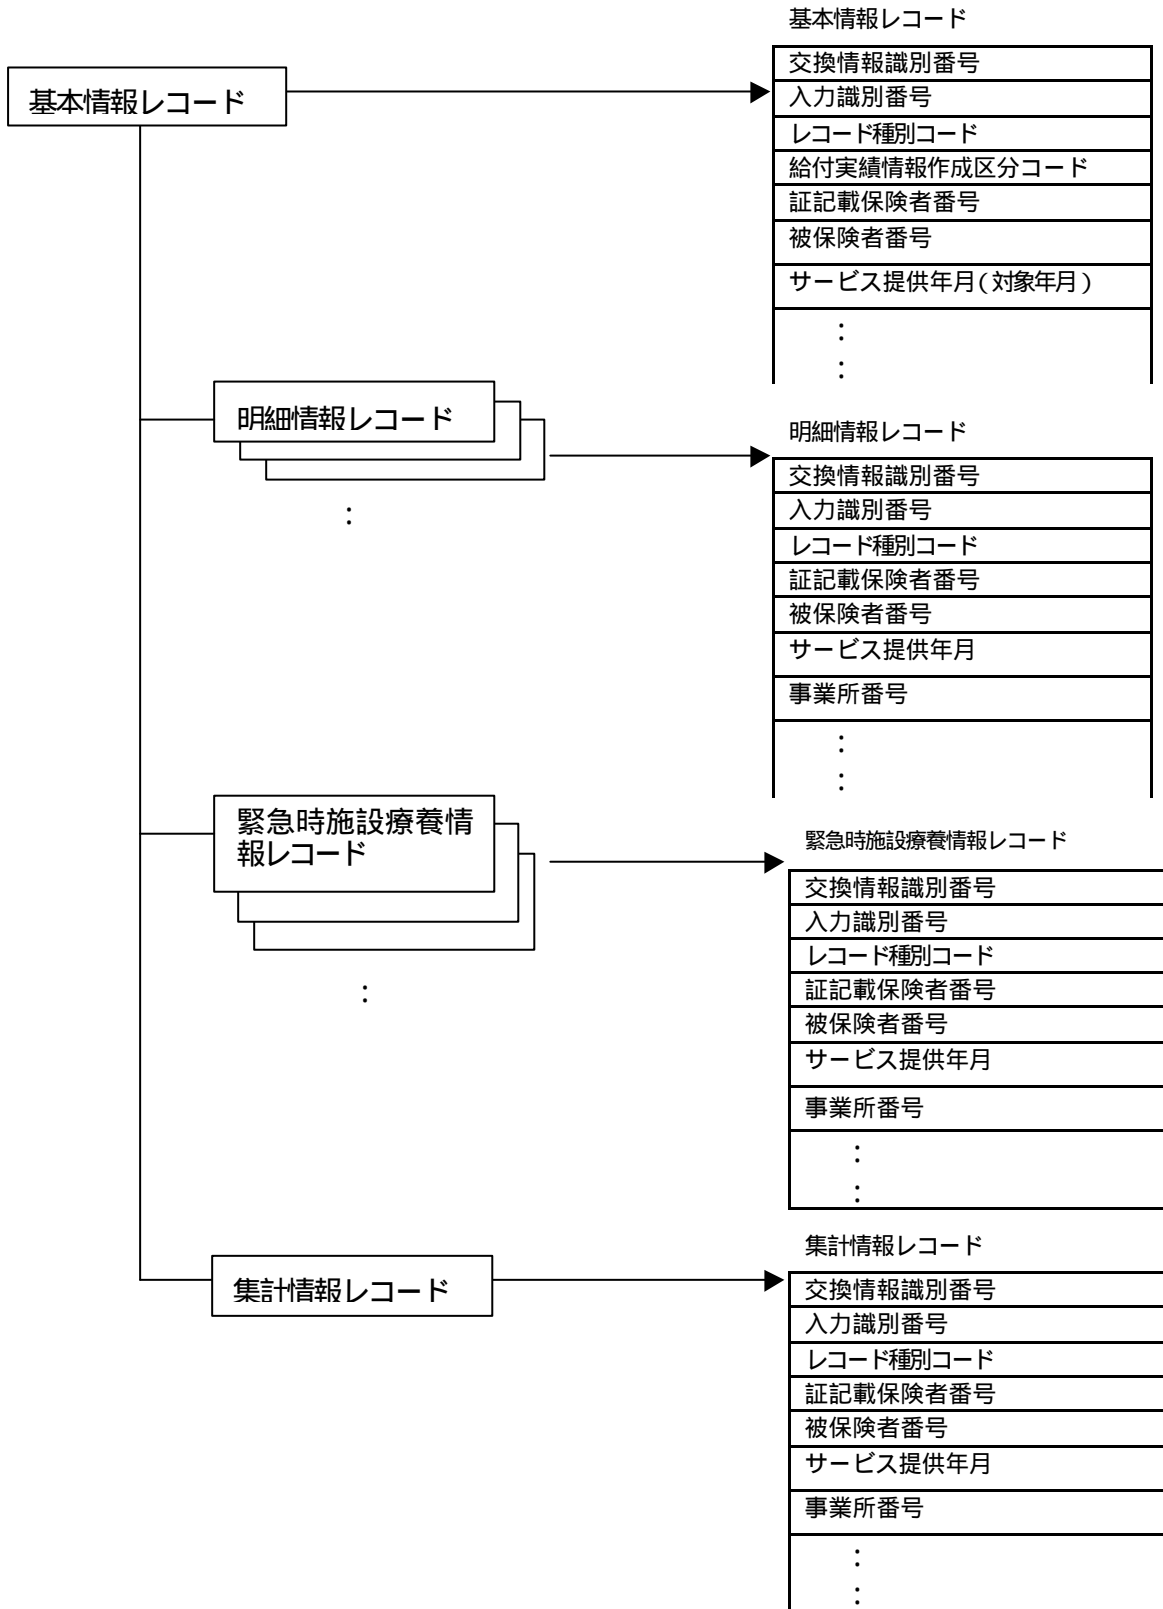 基本情報レコード
基本情報レコード
交換情報識別番号
入力識別番号
レコード種別コード
給付実績情報作成区分コード
証記載保険者番号
被保険者番号
サービス提供年月(対象年月)
：
：
明細情報レコード
：
明細情報レコード
交換情報識別番号
入力識別番号
レコード種別コード
証記載保険者番号
被保険者番号
サービス提供年月
事業所番号
：
：
緊急時施設療養情
報レコード
：
緊急時施設療養情報レコード
交換情報識別番号
入力識別番号
レコード種別コード
証記載保険者番号
被保険者番号
サービス提供年月
事業所番号
：
：
集計情報レコード
集計情報レコード
交換情報識別番号
入力識別番号
レコード種別コード
証記載保険者番号
被保険者番号
サービス提供年月
事業所番号
：
：